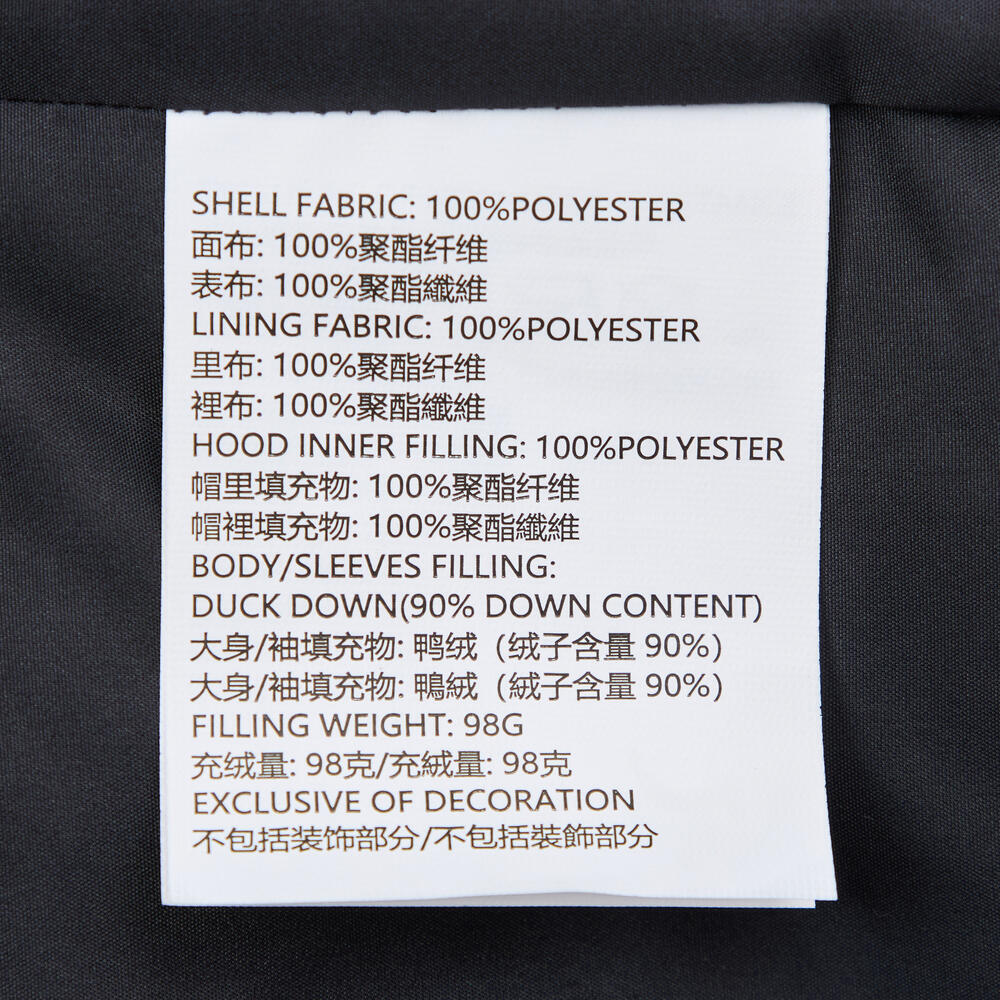 SHELL FABRIC: 100%POLYESTER
面布: 100%聚酯纤维
表布: 100%聚酯纖維
LINING FABRIC: 100%POLYESTER
里布: 100%聚酯纤维
裡布: 100%聚酯纖維
HOOD INNER FILLING: 100%POLYESTER
帽里填充物: 100%聚酯纤维
帽裡填充物: 100%聚酯纖維
BODY/SLEEVES FILLING:
DUCK DOWN(90% DOWN CONTENT)
大身/袖填充物: 鸭绒（绒子含量 90%）
大身/袖填充物: 鴨絨（絨子含量 90%）
FILLING WEIGHT: 98G
充绒量: 98克/充絨量: 98克
EXCLUSIVE OF DECORATION
不包括装饰部分/不包括裝飾部分